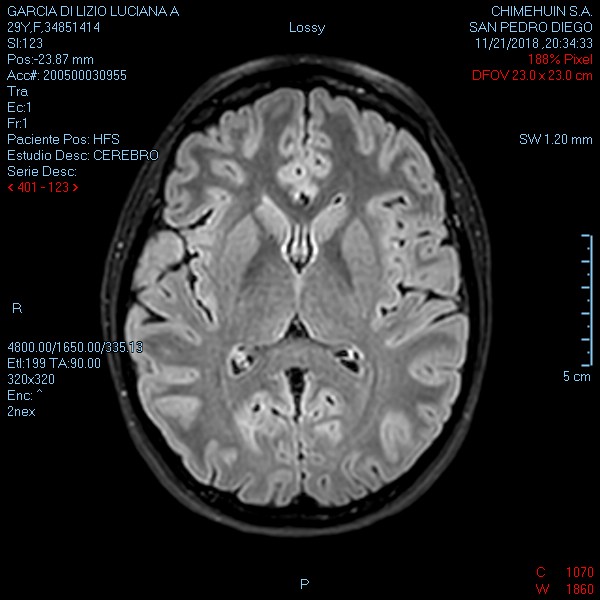 GARCIA DI LIZIO LUCIANA A
29Y,F,34851414
Sl:123
Pos:-23.87 mm
Acc#: 200500030955
Tra
Ec:1
Fr:1
Paciente Pos: HFS
Estudio Desc: CEREBRO
Serie Desc:
< 401 - 123 >
Lossy
CHIMEHUIN S.A.
SAN PEDRO DIEGO
11/21/2018 ,20:34:33
188% Pixel
DFOV 23.0 x 23.0 cm
SW 1.20 mm
R
4800.00/1650.00/335.13
Etl:199 TA:90.00
320x320
Enc: ^
2nex
5 cm
P
C 1070
W 1860